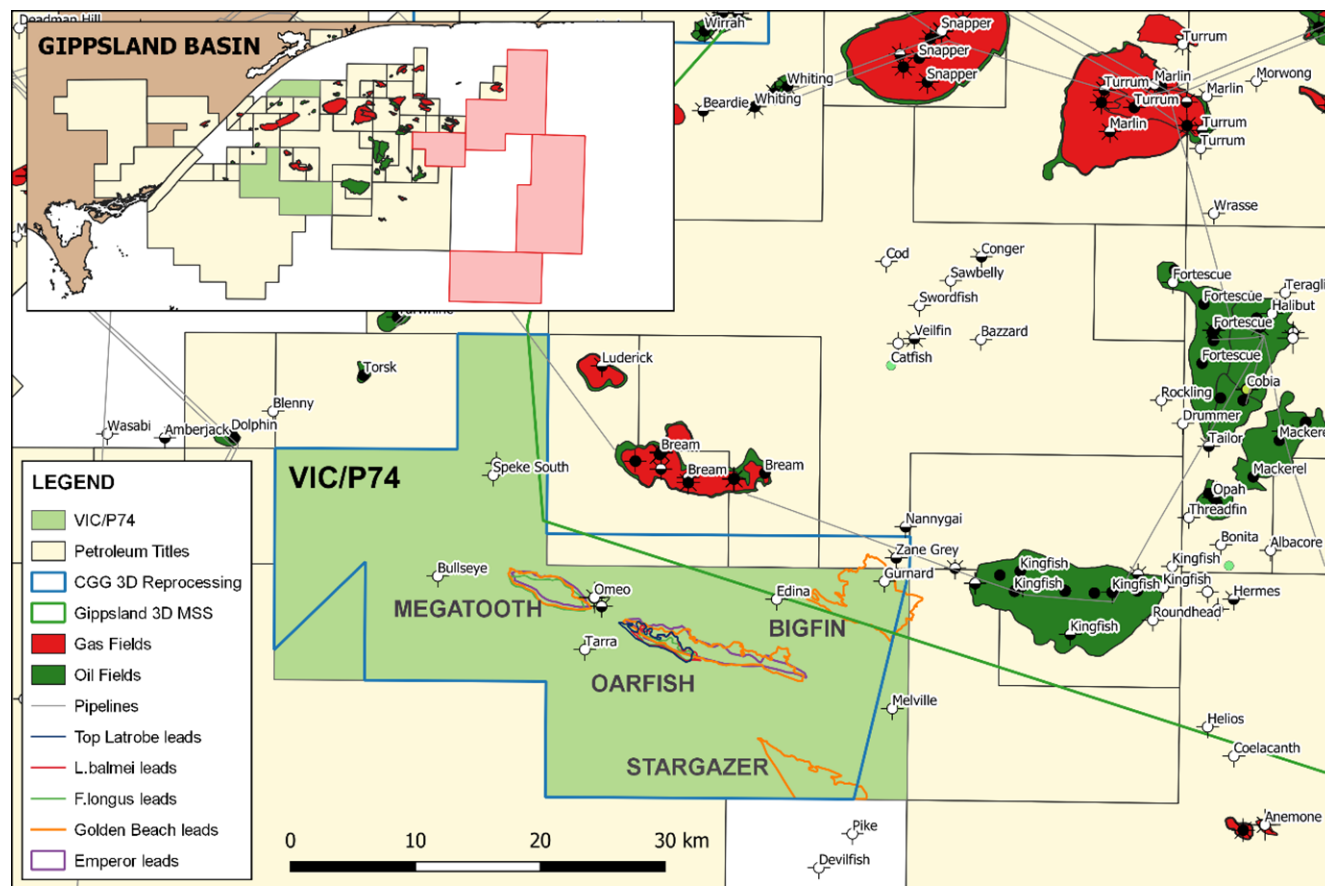 Deadman Hill
GIPPSLAND BASIN
Wirrah
Snapper
Snapper
Snapper
Turrum
Whiting
Whiting
Beardie
Turrum
Marlin
Marlin
Morwong
Turrum
Marlin
Turrum
Turrum
M
Wrasse
Cod
Conger
Sawbelly
Swordfish
Veilfin
Catfish
Bazzard
Fortescue
Teragli
Fortescue
Halibut
Fortescue
Fortescue
Cobia
Rockling
Drummer
Mackere
Tailor
Mackerel
Opah
Threadfin
Bonita
Albacore
Torsk
Luderick
Blenny
Wasabi
Amberjack
Dolphin
Bream
Bream
Bream
Speke South
VIC/P74
Nannygai
Zane Grey
Gurnard
Kingfish
Kingfish
Kingfish
Kingfish
Kingfish
Kingfish
Hermes
Roundhead
Bullseye
MEGATOOTH
Omeo
Edina
BIGFIN
Tarra
OARFISH
Melville
Helios
Coelacanth
STARGAZER
Anemone
Pike
Devilfish
LEGEND
VIC/P74
Petroleum Titles
CGG 3D Reprocessing
Gippsland 3D MSS
Gas Fields
Oil Fields
Pipelines
Top Latrobe leads
L.balmei leads
F.longus leads
Golden Beach leads
Emperor leads
0 10 20 30 km